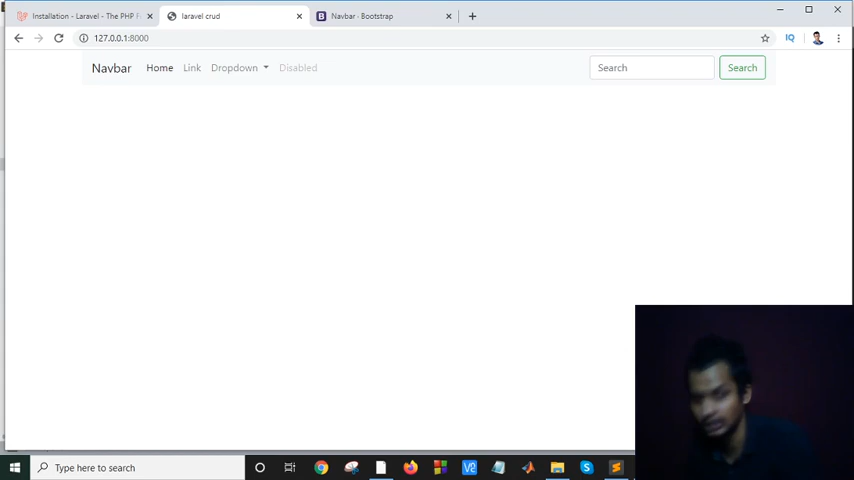 Installation - Laravel - The PHP F
laravel crud
Navbar · Bootstrap
127.0.0.1:8000
IQ
Navbar Home Link Dropdown Disabled Search Search
Type here to search